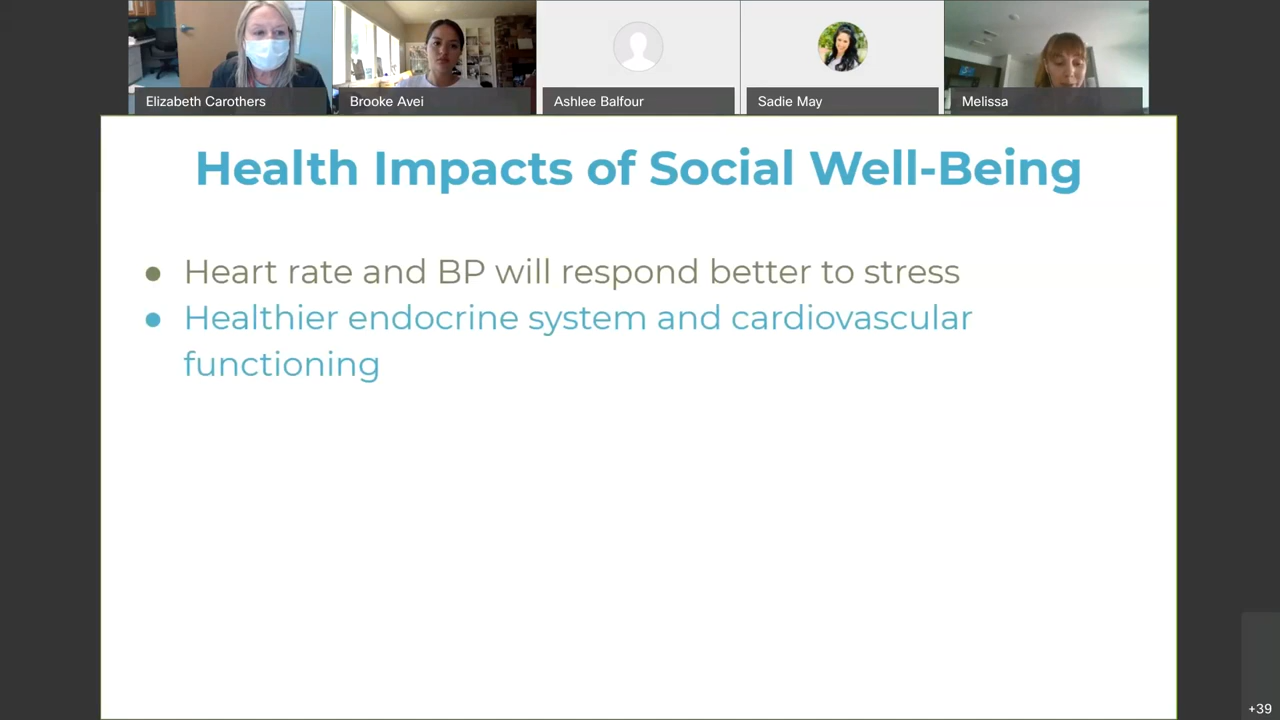 Elizabeth Carothers
Brooke Avei
Ashlee Balfour
Sadie May
Melissa
Health Impacts of Social Well-Being
● Heart rate and BP will respond better to stress
● Healthier endocrine system and cardiovascular
functioning
+39